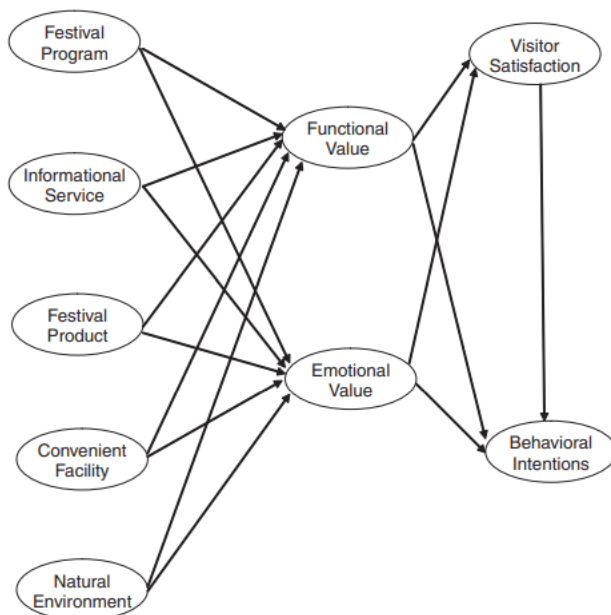 Festival
Program
Visitor
Satisfaction
Functional
Value
Informational
Service
Festival
Product
Emotional
Value
Convenient
Facility
Behavioral
Intentions
Natural
Environment